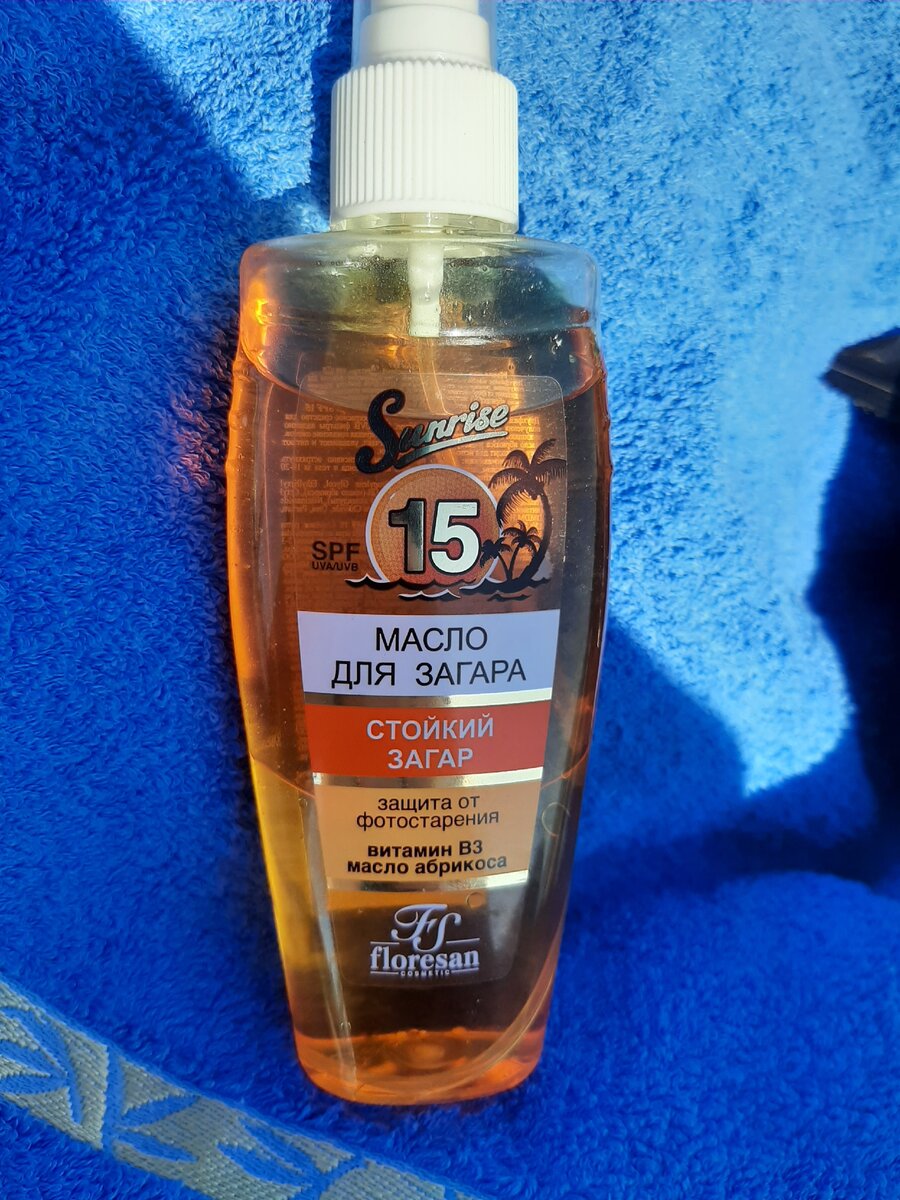 Sunrise
15
SPF
UVA/UVB
МАСЛО
ДЛЯ ЗАГАРА
СТОЙКИЙ
ЗАГАР
защита от
фотостарения
витамин В3
масло абрикоса
FS
floresan
COSMETIC